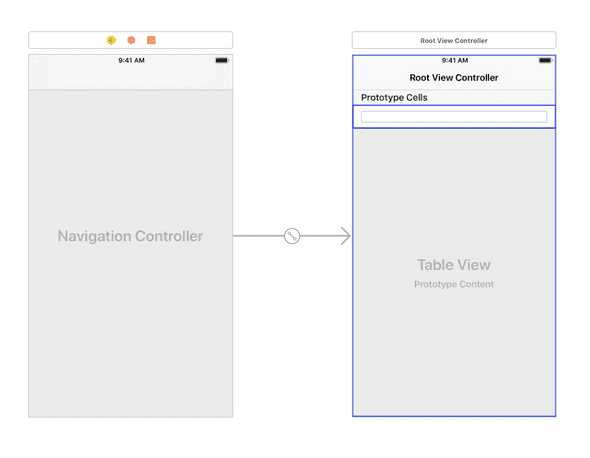 Root View Controller
9:41 AM
9:41 AM
Root View Controller
Prototype Cells
Navigation Controller
Table View
Prototype Content